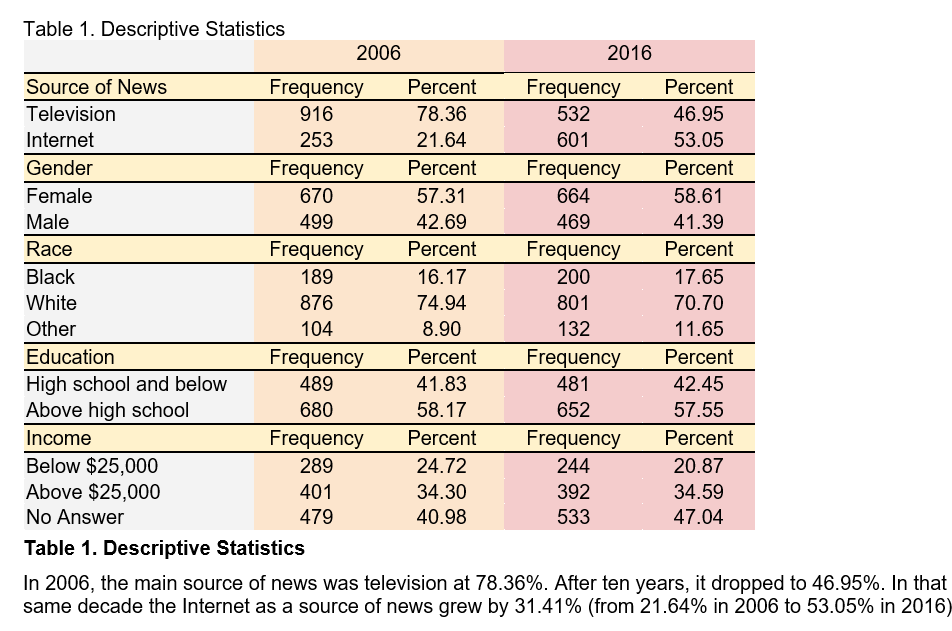 Table 1. Descriptive Statistics
2006 2016
Source of News Frequency Percent Frequency Percent
Television 916 78.36 532 46.95
Internet 253 21.64 601 53.05
Gender Frequency Percent Frequency Percent
Female 670 57.31 664 58.61
Male 499 42.69 469 41.39
Race Frequency Percent Frequency Percent
Black 189 16.17 200 17.65
White 876 74.94 801 70.70
Other 104 8.90 132 11.65
Education Frequency Percent Frequency Percent
High school and below 489 41.83 481 42.45
Above high school 680 58.17 652 57.55
Income Frequency Percent Frequency Percent
Below $25,000 289 24.72 244 20.87
Above $25,000 401 34.30 392 34.59
No Answer 479 40.98 533 47.04
Table 1. Descriptive Statistics
In 2006, the main source of news was television at 78.36%. After ten years, it dropped to 46.95%. In that
same decade the Internet as a source of news grew by 31.41% (from 21.64% in 2006 to 53.05% in 2016)